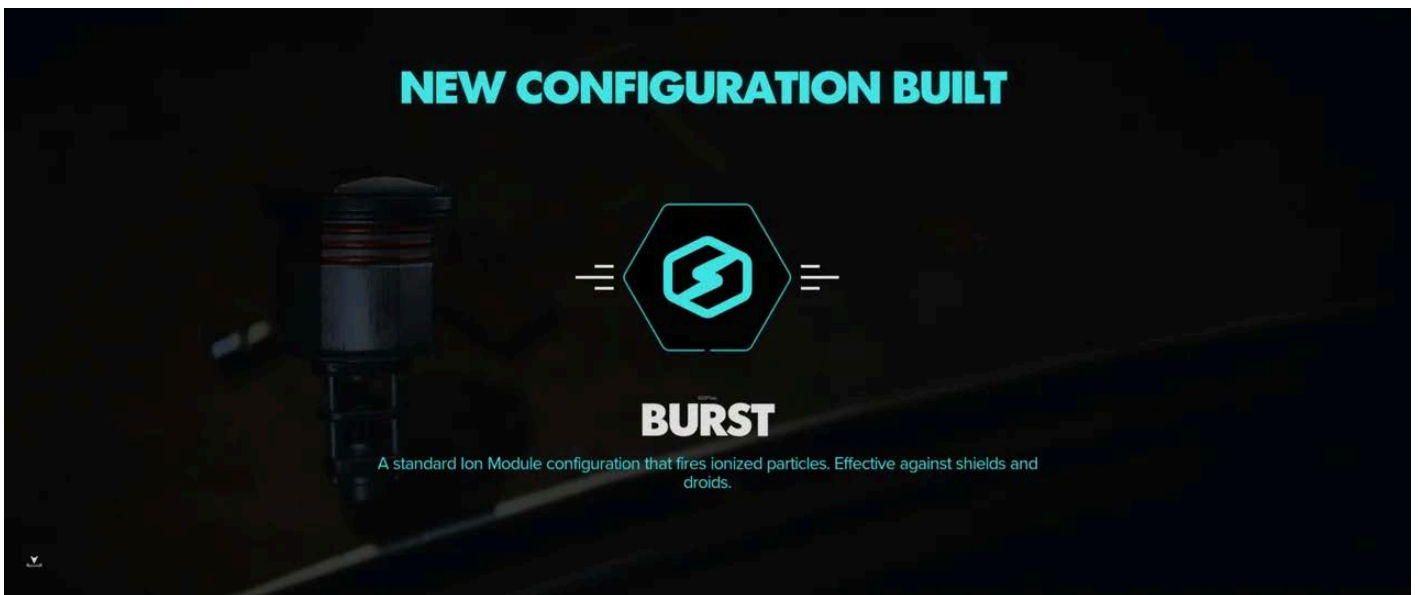 NEW CONFIGURATION BUILT
BURST
A standard Ion Module configuration that fires ionized particles. Effective against shields and
droids.